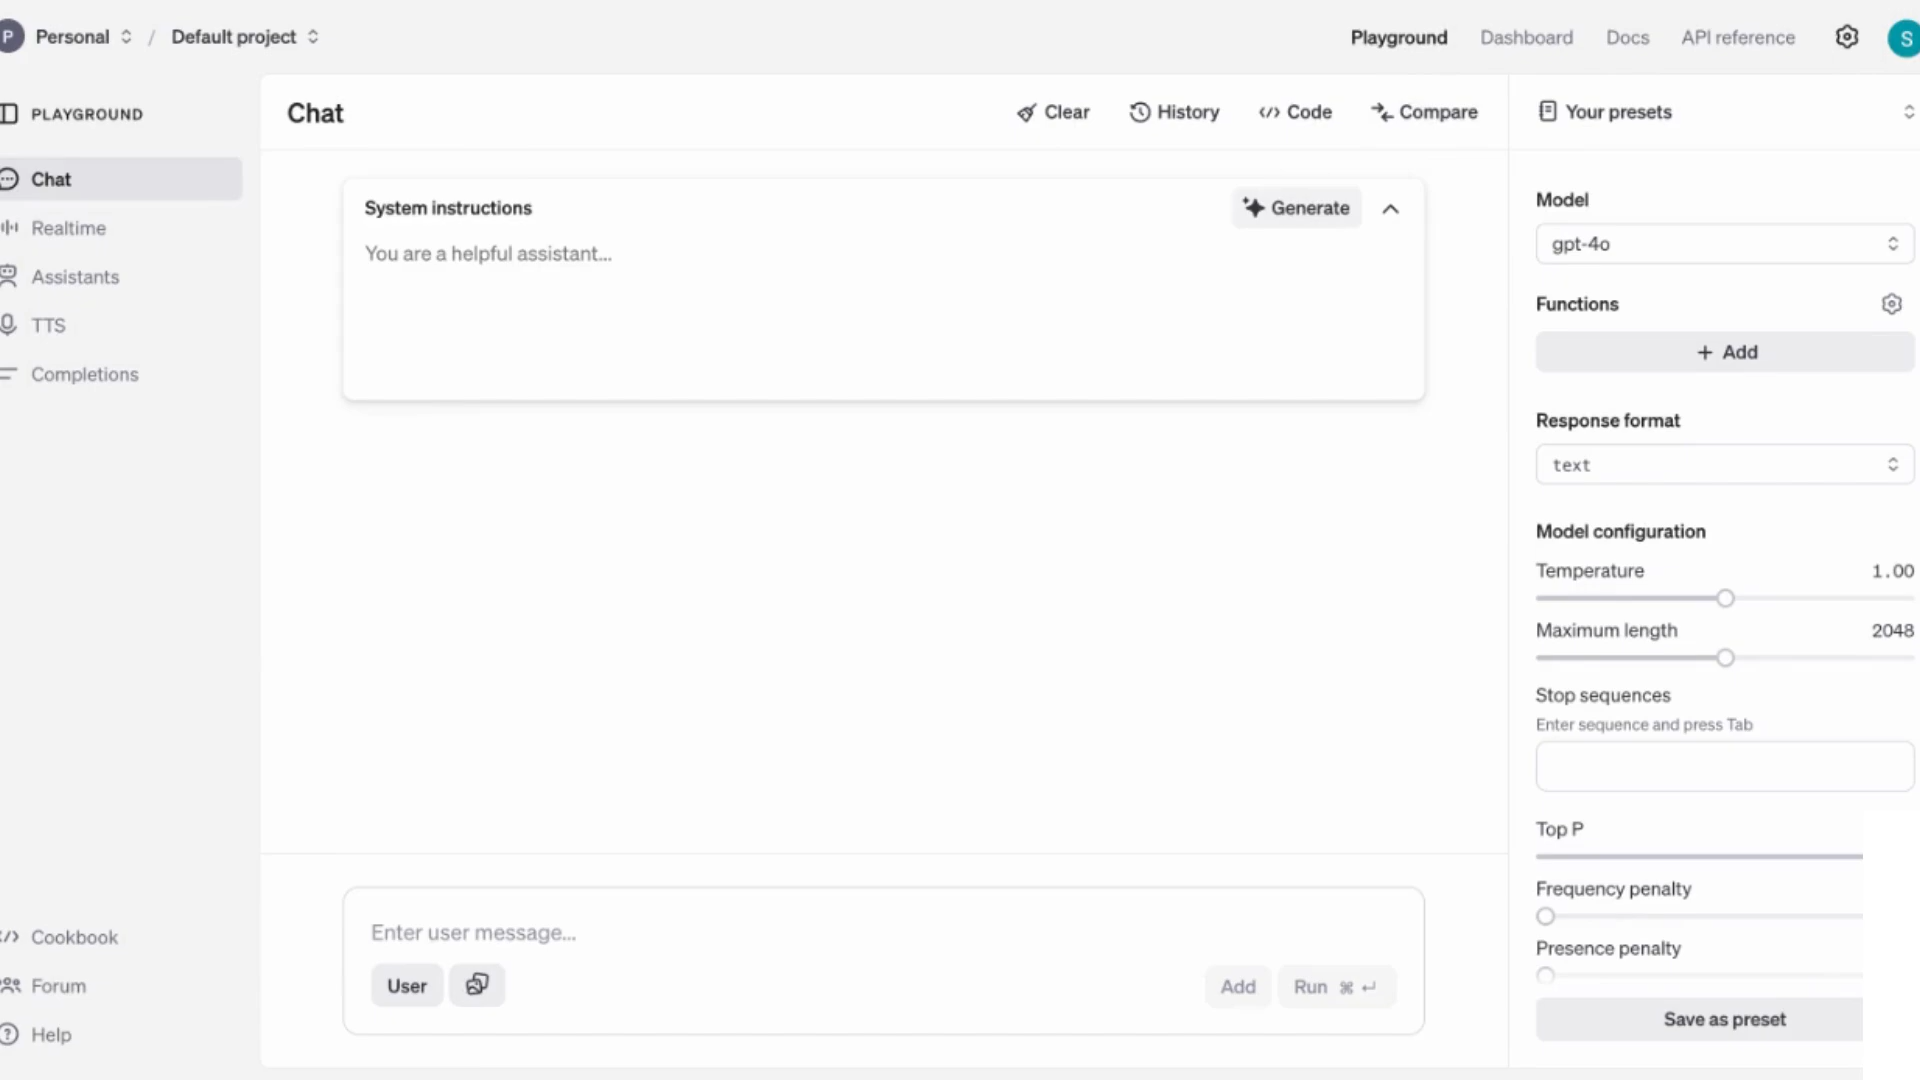 P Personal / Default project
Playground Dashboard Docs API reference S
PLAYGROUND
Chat
Realtime
Assistants
TTS
Completions
Cookbook
Forum
Help
Chat
Clear History Code Compare
System instructions
Generate
You are a helpful assistant...
Enter user message...
User
Add Run ⌘ ↵
Your presets
Model
gpt-4o
Functions
+ Add
Response format
text
Model configuration
Temperature 1.00
Maximum length 2048
Stop sequences
Enter sequence and press Tab
Top P
Frequency penalty
Presence penalty
Save as preset